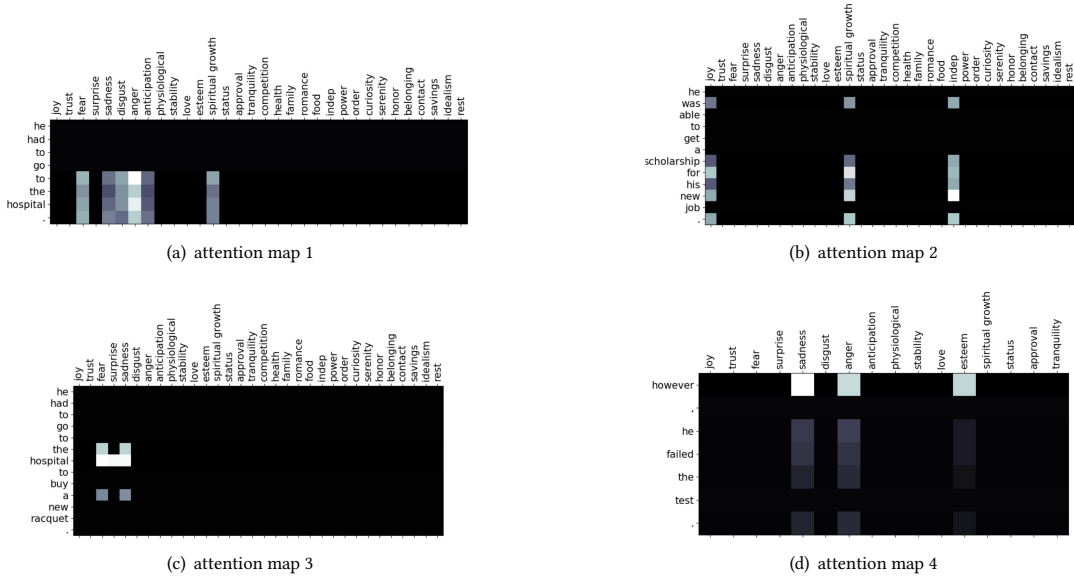 joy
trust
fear
surprise
sadness
disgust
anger
anticipation
physiological
stability
love
esteem
spiritual growth
status
approval
tranquility
competition
health
family
romance
food
indep
power
order
curiosity
serenity
honor
belonging
contact
savings
idealism
rest
he
had
to
go
to
the
hospital
.
(a) attention map 1
joy
trust
fear
surprise
sadness
disgust
anger
anticipation
physiological
stability
love
esteem
spiritual growth
status
approval
tranquility
competition
health
family
romance
food
indep
power
order
curiosity
serenity
honor
belonging
contact
savings
idealism
rest
he
was
able
to
get
a
scholarship
for
his
new
job
.
(b) attention map 2
joy
trust
fear
surprise
sadness
disgust
anger
anticipation
physiological
stability
love
esteem
spiritual growth
status
approval
tranquility
competition
health
family
romance
food
indep
power
order
curiosity
serenity
honor
belonging
contact
savings
idealism
rest
he
had
to
go
to
the
hospital
to
buy
a
new
racquet
.
(c) attention map 3
joy
trust
fear
surprise
sadness
disgust
anger
anticipation
physiological
stability
love
esteem
spiritual growth
status
approval
tranquility
however
,
he
failed
the
test
.
(d) attention map 4